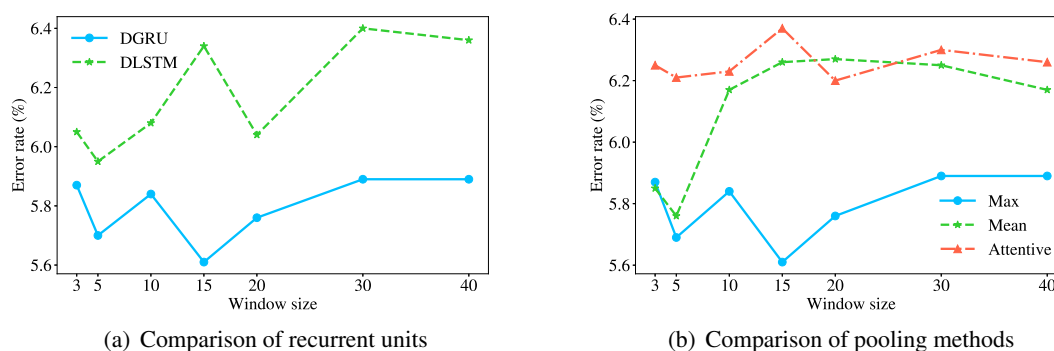 6.4
6.2
6.0
5.8
5.6
Error rate (%)
DGRU
DLSTM
3 5 10 15 20 30 40
Window size
(a) Comparison of recurrent units
6.4
6.2
6.0
5.8
5.6
Error rate (%)
Max
Mean
Attentive
3 5 10 15 20 30 40
Window size
(b) Comparison of pooling methods